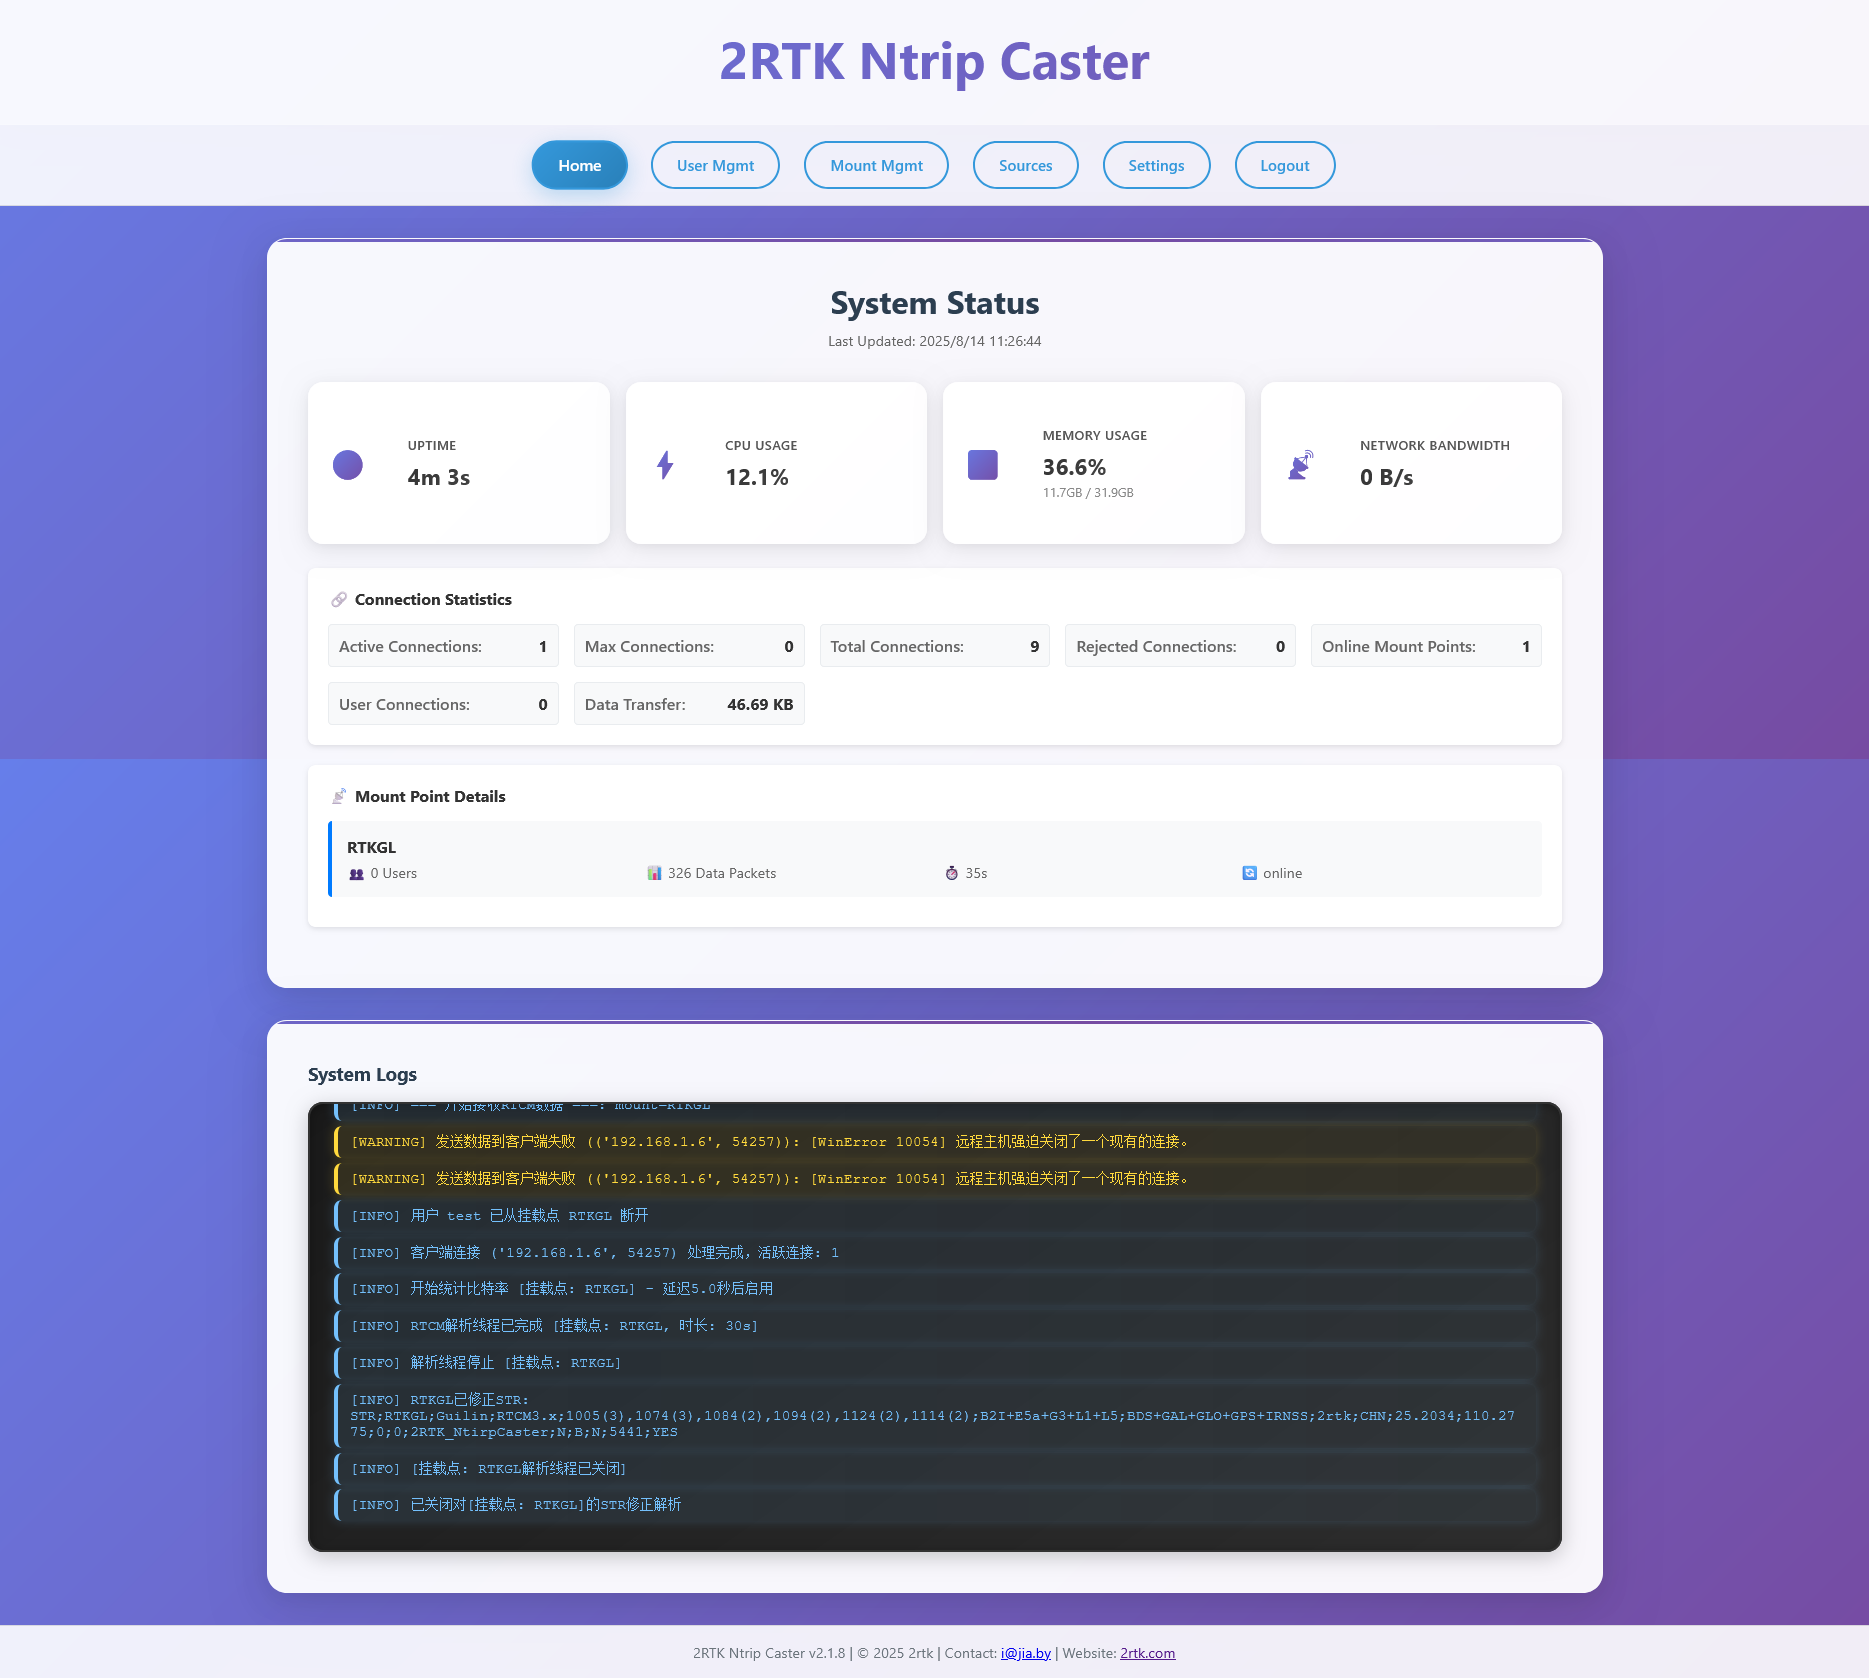 2RTK Ntrip Caster
Home
User Mgmt
Mount Mgmt
Sources
Settings
Logout
System Status
Last Updated: 2025/8/14 11:26:44
UPTIME
4m 3s
CPU USAGE
12.1%
MEMORY USAGE
36.6%
11.7GB / 31.9GB
NETWORK BANDWIDTH
0 B/s
Connection Statistics
Active Connections: 1
Max Connections: 0
Total Connections: 9
Rejected Connections: 0
Online Mount Points: 1
User Connections: 0
Data Transfer: 46.69 KB
Mount Point Details
RTKGL
0 Users
326 Data Packets
35s
online
System Logs
[INFO] === 开始接收RTCM数据 ===: mount=RTKGL
[WARNING] 发送数据到客户端失败 (('192.168.1.6', 54257)): [WinError 10054] 远程主机强迫关闭了一个现有的连接。
[WARNING] 发送数据到客户端失败 (('192.168.1.6', 54257)): [WinError 10054] 远程主机强迫关闭了一个现有的连接。
[INFO] 用户 test 已从挂载点 RTKGL 断开
[INFO] 客户端连接 ('192.168.1.6', 54257) 处理完成，活跃连接: 1
[INFO] 开始统计比特率 [挂载点: RTKGL] - 延迟5.0秒后启用
[INFO] RTCM解析线程已完成 [挂载点: RTKGL, 时长: 30s]
[INFO] 解析线程停止 [挂载点: RTKGL]
[INFO] RTKGL已修正STR:
STR;RTKGL;Guilin;RTCM3.x;1005(3),1074(3),1084(2),1094(2),1124(2),1114(2);B2I+E5a+G3+L1+L5;BDS+GAL+GLO+GPS+IRNSS;2rtk;CHN;25.2034;110.27
75;0;0;2RTK_NtirpCaster;N;B;N;5441;YES
[INFO] [挂载点: RTKGL解析线程已关闭]
[INFO] 已关闭对[挂载点: RTKGL]的STR修正解析
2RTK Ntrip Caster v2.1.8 | © 2025 2rtk | Contact: i@jia.by | Website: 2rtk.com